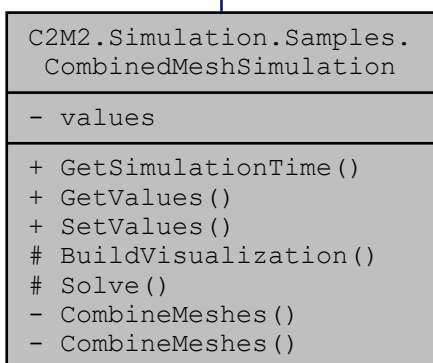 C2M2.Simulation.Samples.
CombinedMeshSimulation
- values
+ GetSimulationTime()
+ GetValues()
+ SetValues()
# BuildVisualization()
# Solve()
- CombineMeshes()
- CombineMeshes()